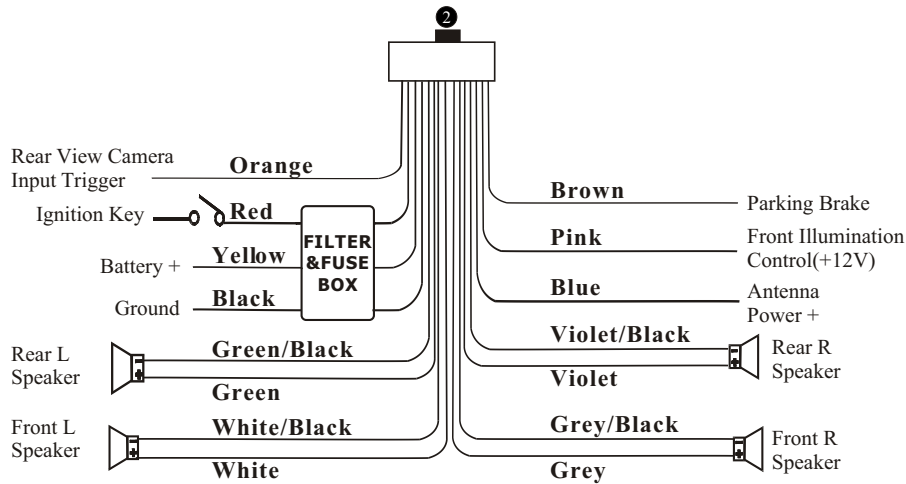 2
Rear View Camera
Input Trigger
Orange
Ignition Key
Red
Battery +
Yellow
Ground
Black
FILTER
&FUSE
BOX
Rear L
Speaker
Green/Black
Green
- +
Front L
Speaker
White/Black
White
- +
Brown
Parking Brake
Pink
Front Illumination
Control(+12V)
Blue
Antenna
Power +
Violet/Black
Violet
- +
Rear R
Speaker
Grey/Black
Grey
- +
Front R
Speaker